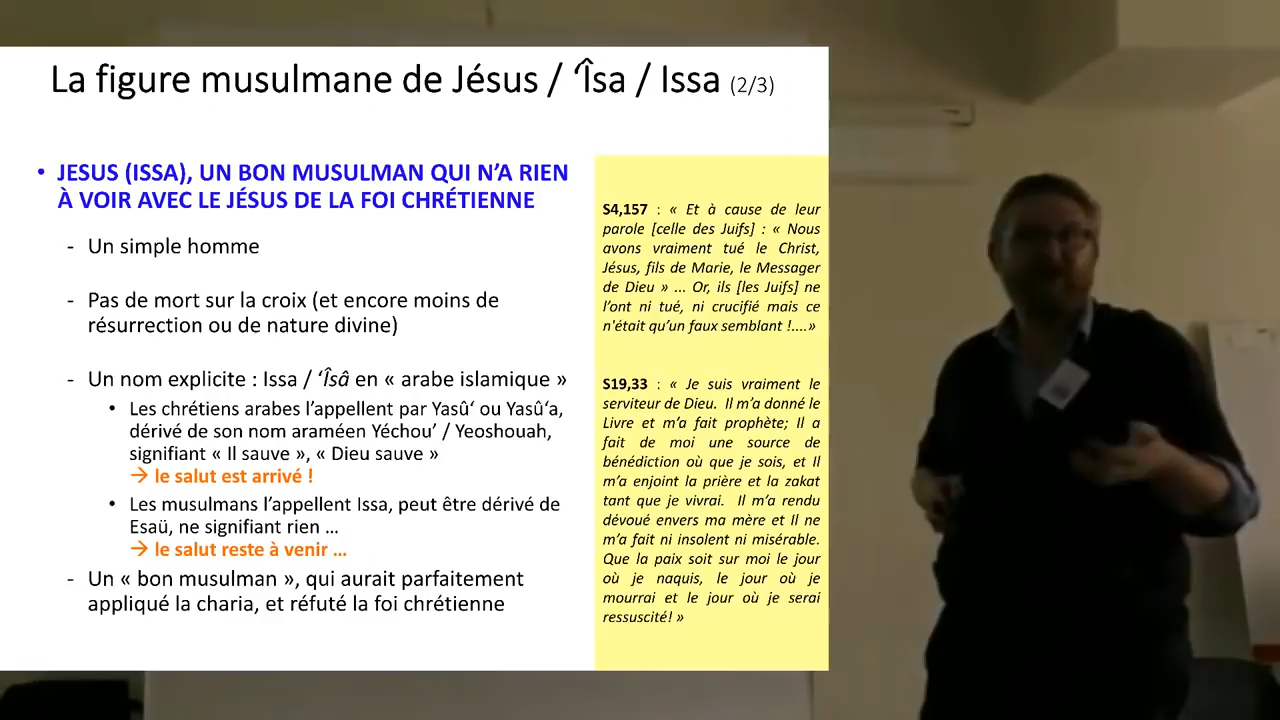 La figure musulmane de Jésus / ‘Îsa / Issa (2/3)
• JESUS (ISSA), UN BON MUSULMAN QUI N’A RIEN
À VOIR AVEC LE JÉSUS DE LA FOI CHRÉTIENNE
- Un simple homme
- Pas de mort sur la croix (et encore moins de
résurrection ou de nature divine)
- Un nom explicite : Issa / ‘Îsâ en « arabe islamique »
• Les chrétiens arabes l’appellent par Yasû‘ ou Yasû‘a,
dérivé de son nom araméen Yéchou’ / Yeoshouah,
signifiant « Il sauve », « Dieu sauve »
→ le salut est arrivé !
• Les musulmans l’appellent Issa, peut être dérivé de
Esaü, ne signifiant rien …
→ le salut reste à venir …
- Un « bon musulman », qui aurait parfaitement
appliqué la charia, et réfuté la foi chrétienne
S4,157 : « Et à cause de leur
parole [celle des Juifs] : « Nous
avons vraiment tué le Christ,
Jésus, fils de Marie, le Messager
de Dieu » ... Or, ils [les Juifs] ne
l’ont ni tué, ni crucifié mais ce
n'était qu’un faux semblant !....»
S19,33 : « Je suis vraiment le
serviteur de Dieu. Il m’a donné le
Livre et m’a fait prophète; Il a
fait de moi une source de
bénédiction où que je sois, et Il
m’a enjoint la prière et la zakat
tant que je vivrai. Il m’a rendu
dévoué envers ma mère et Il ne
m’a fait ni insolent ni misérable.
Que la paix soit sur moi le jour
où je naquis, le jour où je
mourrai et le jour où je serai
ressuscité! »